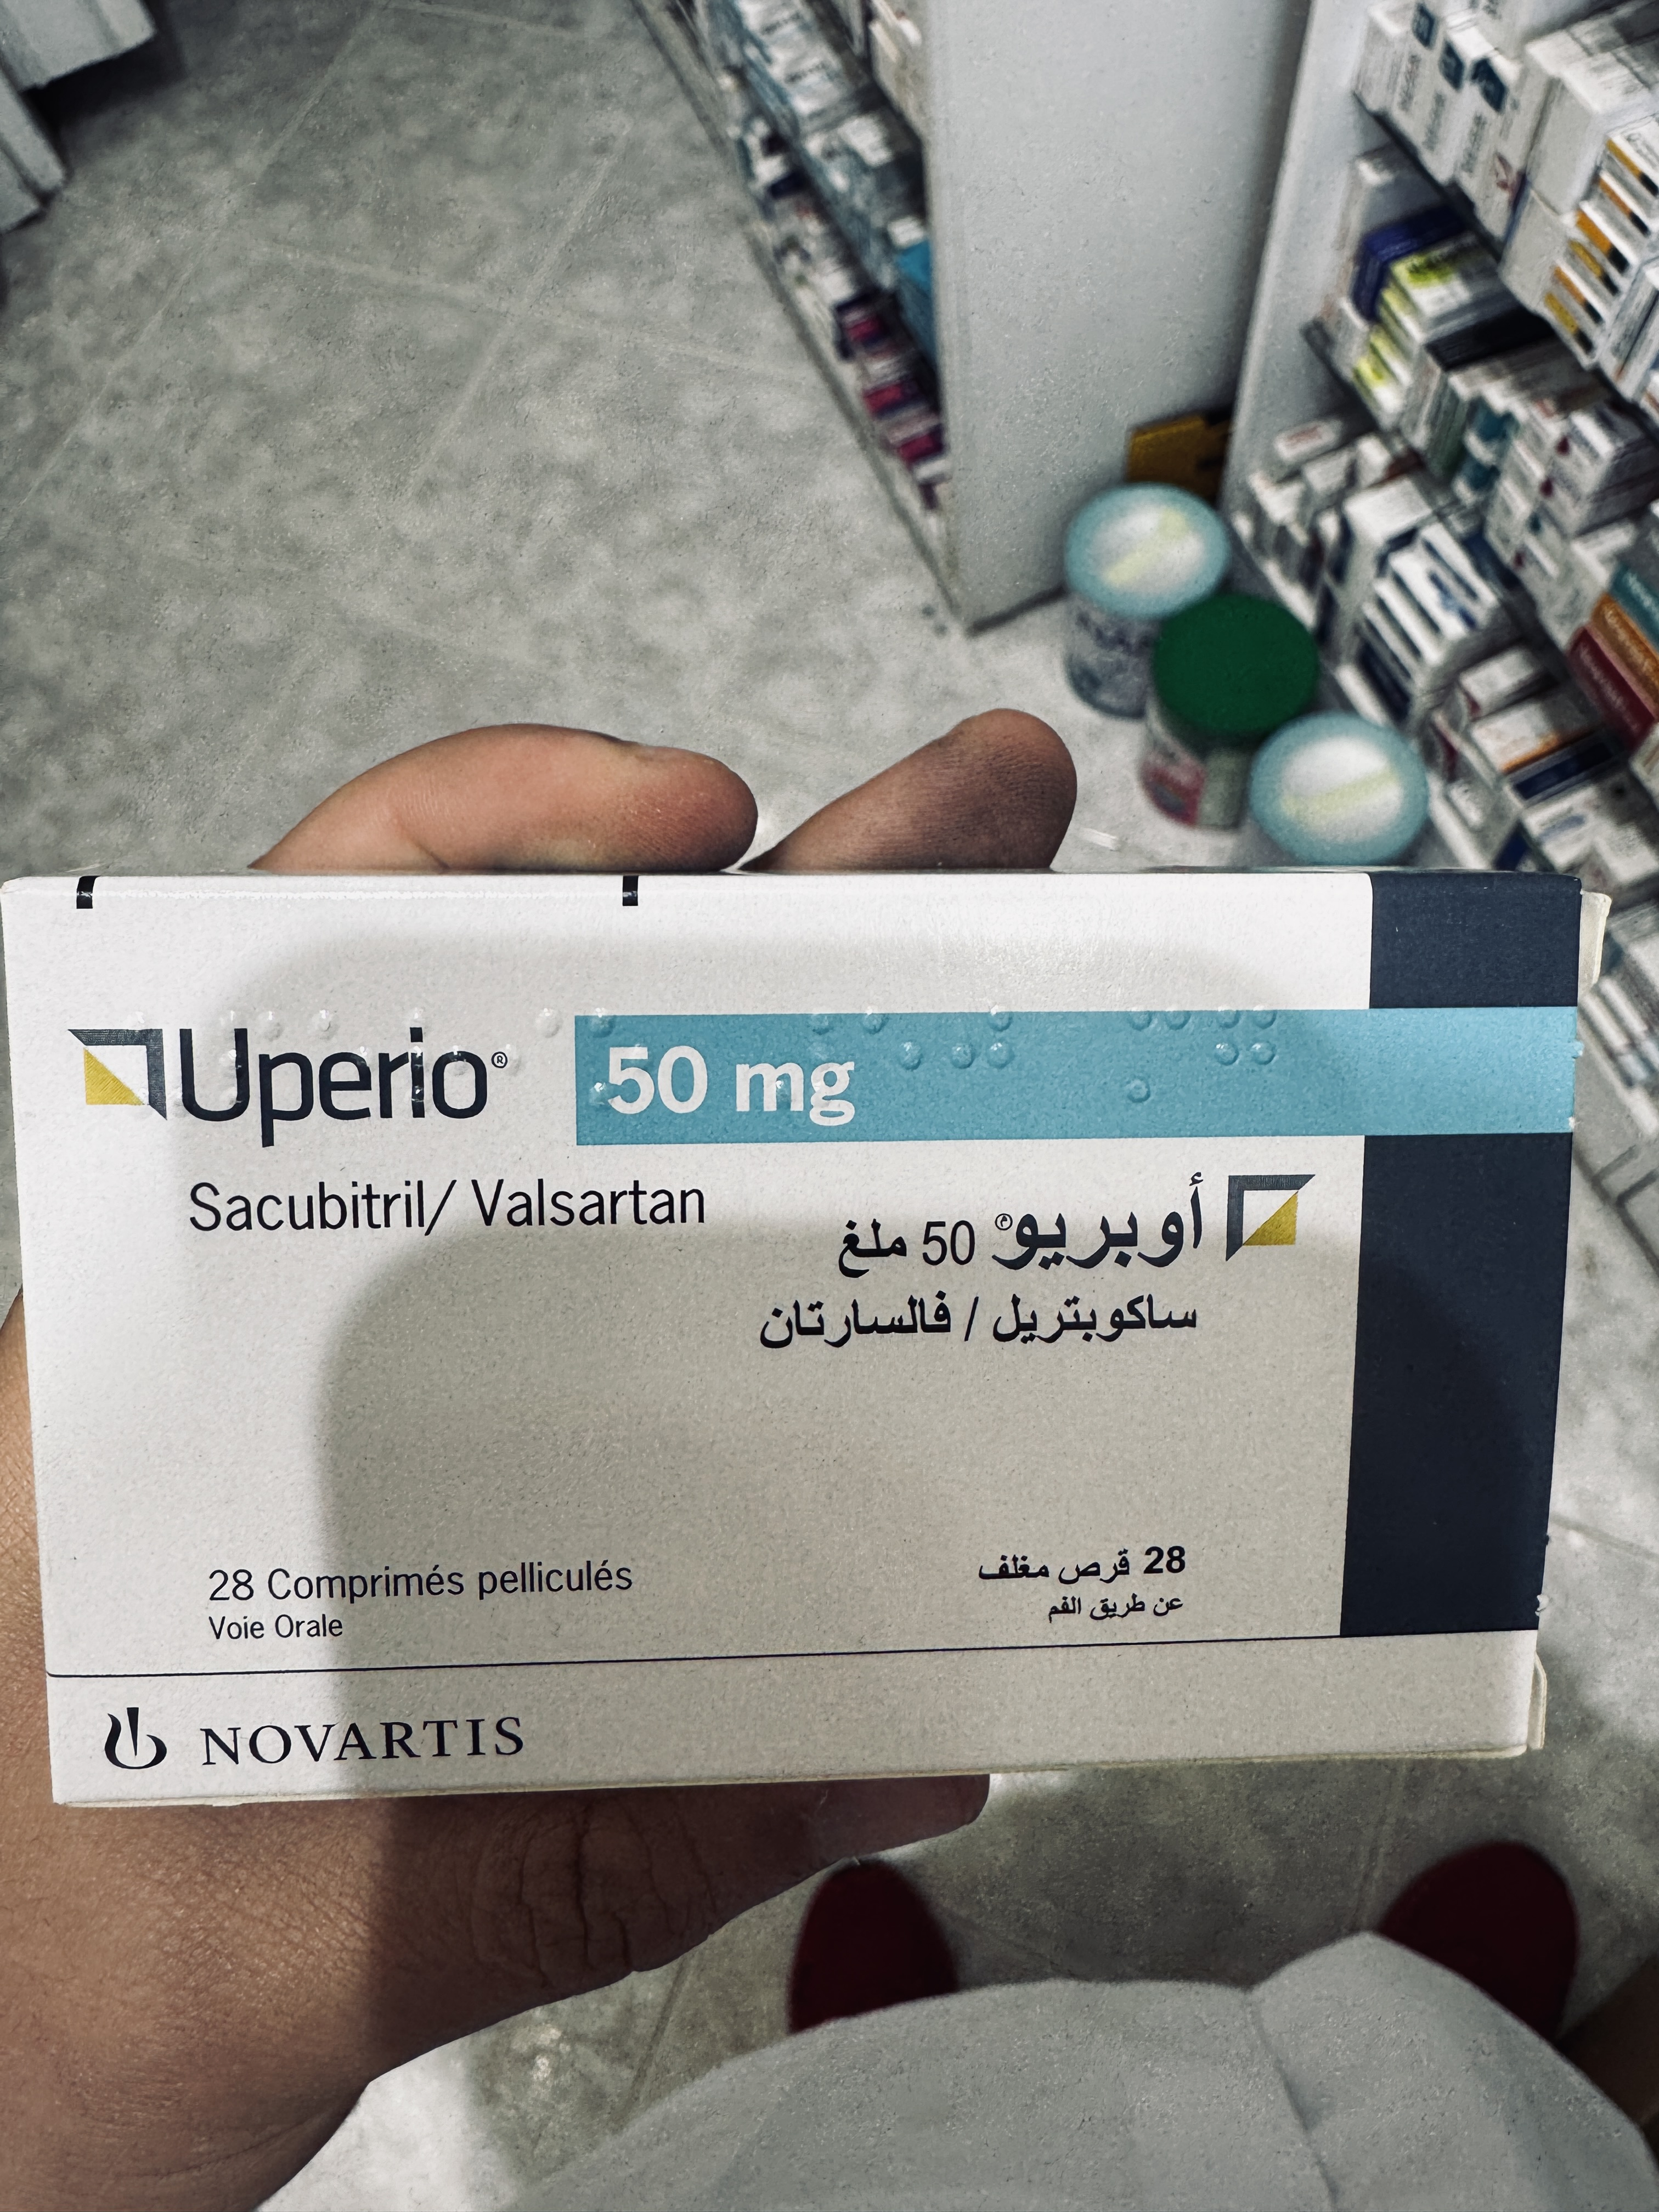 Uperio® 50 mg
Sacubitril/ Valsartan
أوبريو® 50 ملغ
ساكوبتريل / فالسارتان
28 Comprimés pelliculés
Voie Orale
28 قرص مغلف
عن طريق الفم
NOVARTIS